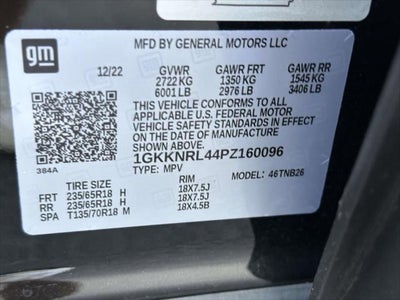 gm
MFD BY GENERAL MOTORS LLC
12/22 GVWR GAWR FRT GAWR RR
2722 KG 1350 KG 1545 KG
6001 LB 2976 LB 3406 LB
THIS VEHICLE CONFORMS TO ALL
APPLICABLE U.S. FEDERAL MOTOR
VEHICLE SAFETY STANDARDS IN EFFECT
ON THE DATE OF MANUFACTURE
SHOWN ABOVE.
1GKKNRL44PZ160096
384A TYPE: MPV MODEL: 46TNB26
TIRE SIZE RIM
FRT 235/65R18 H 18X7.5J
RR 235/65R18 H 18X7.5J
SPA T135/70R18 M 18X4.5B